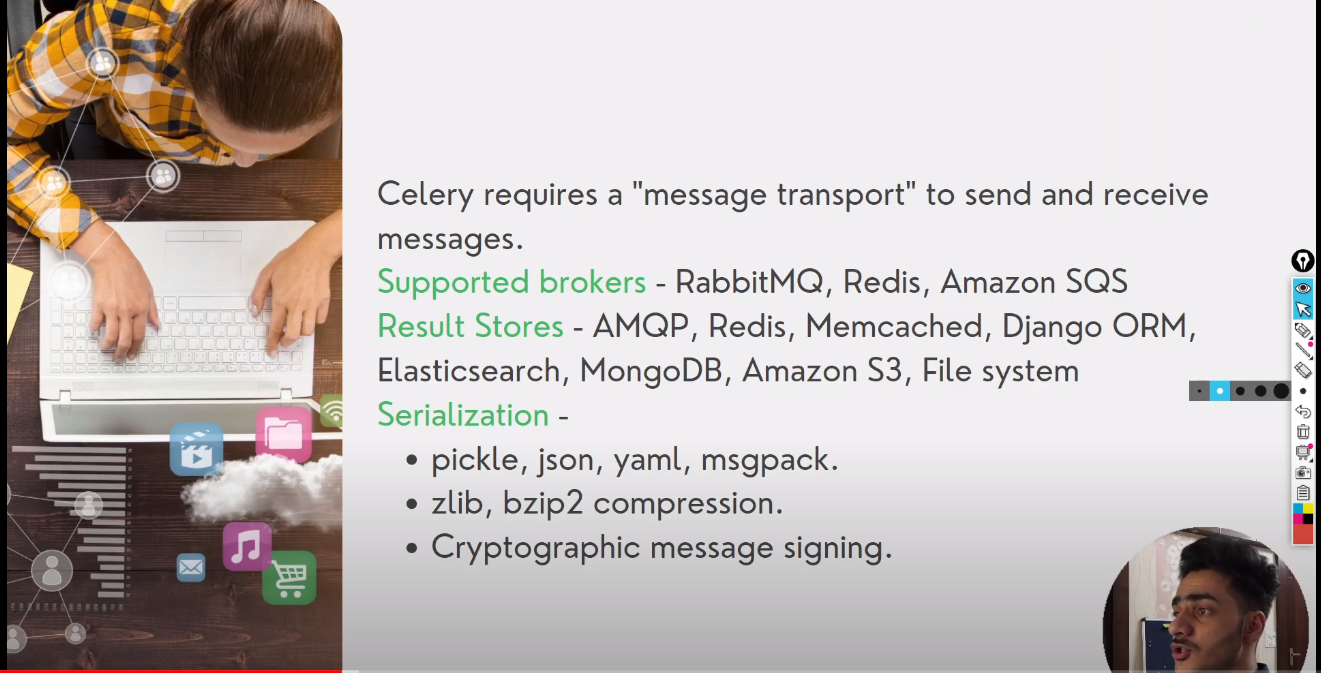 Celery requires a "message transport" to send and receive
messages.
Supported brokers - RabbitMQ, Redis, Amazon SQS
Result Stores - AMQP, Redis, Memcached, Django ORM,
Elasticsearch, MongoDB, Amazon S3, File system
Serialization -
• pickle, json, yaml, msgpack.
• zlib, bzip2 compression.
• Cryptographic message signing.